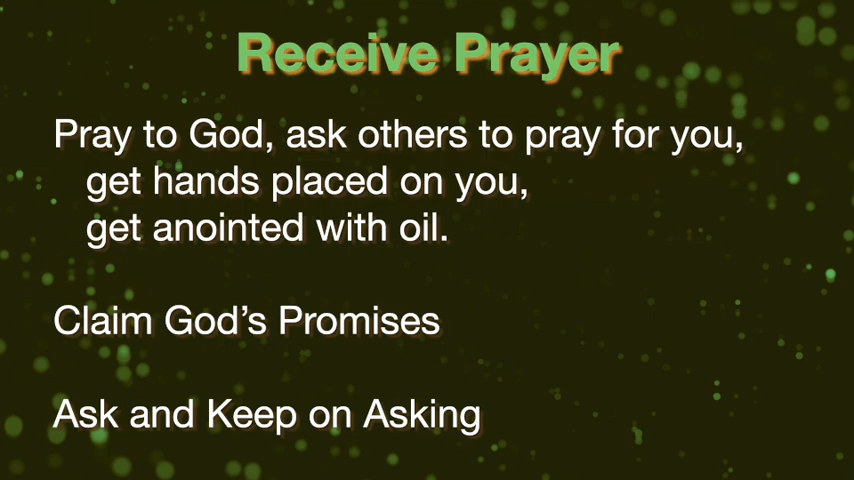 Receive Prayer
Pray to God, ask others to pray for you,
get hands placed on you,
get anointed with oil.
Claim God’s Promises
Ask and Keep on Asking